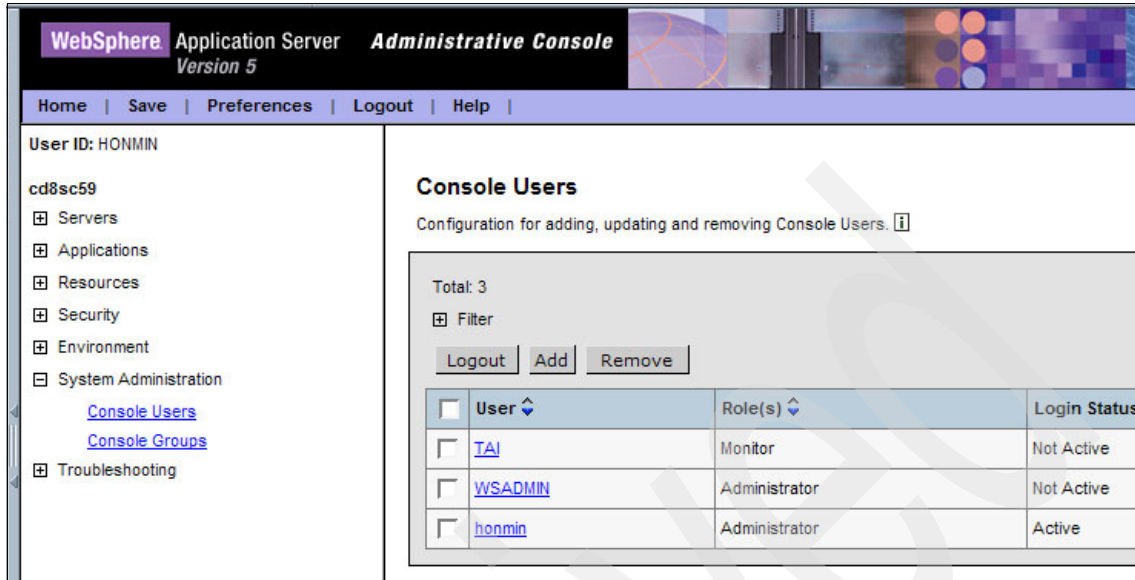 WebSphere Application Server Administrative Console
Version 5
Home | Save | Preferences | Logout | Help |
User ID: HONMIN
cd8sc59
Servers
Applications
Resources
Security
Environment
System Administration
Console Users
Console Groups
Troubleshooting
Console Users
Configuration for adding, updating and removing Console Users. i
Total: 3
Filter
Logout Add Remove
User Role(s) Login Status
TAI Monitor Not Active
WSADMIN Administrator Not Active
honmin Administrator Active